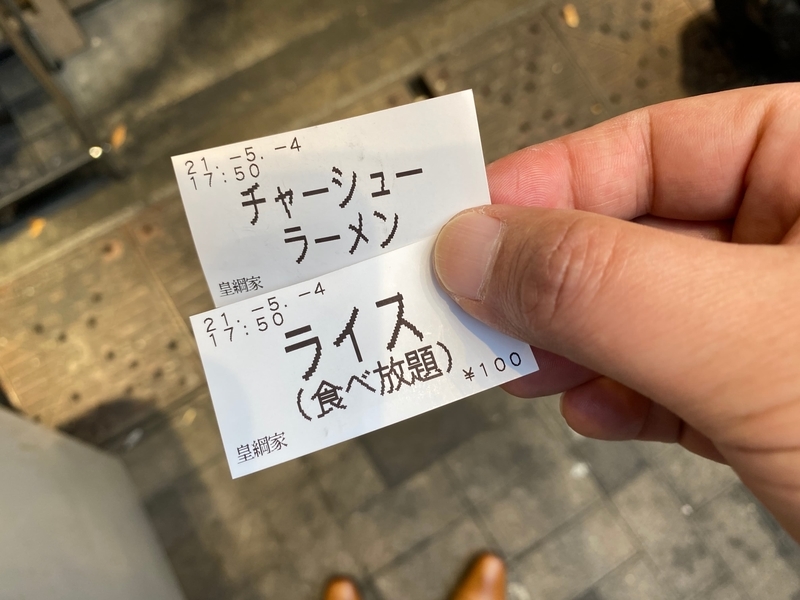 21.-5.-4
17:50
チャーシュー
ラーメン
皇綱家
21.-5.-4
17:50
ライス
(食べ放題)
¥100
皇綱家